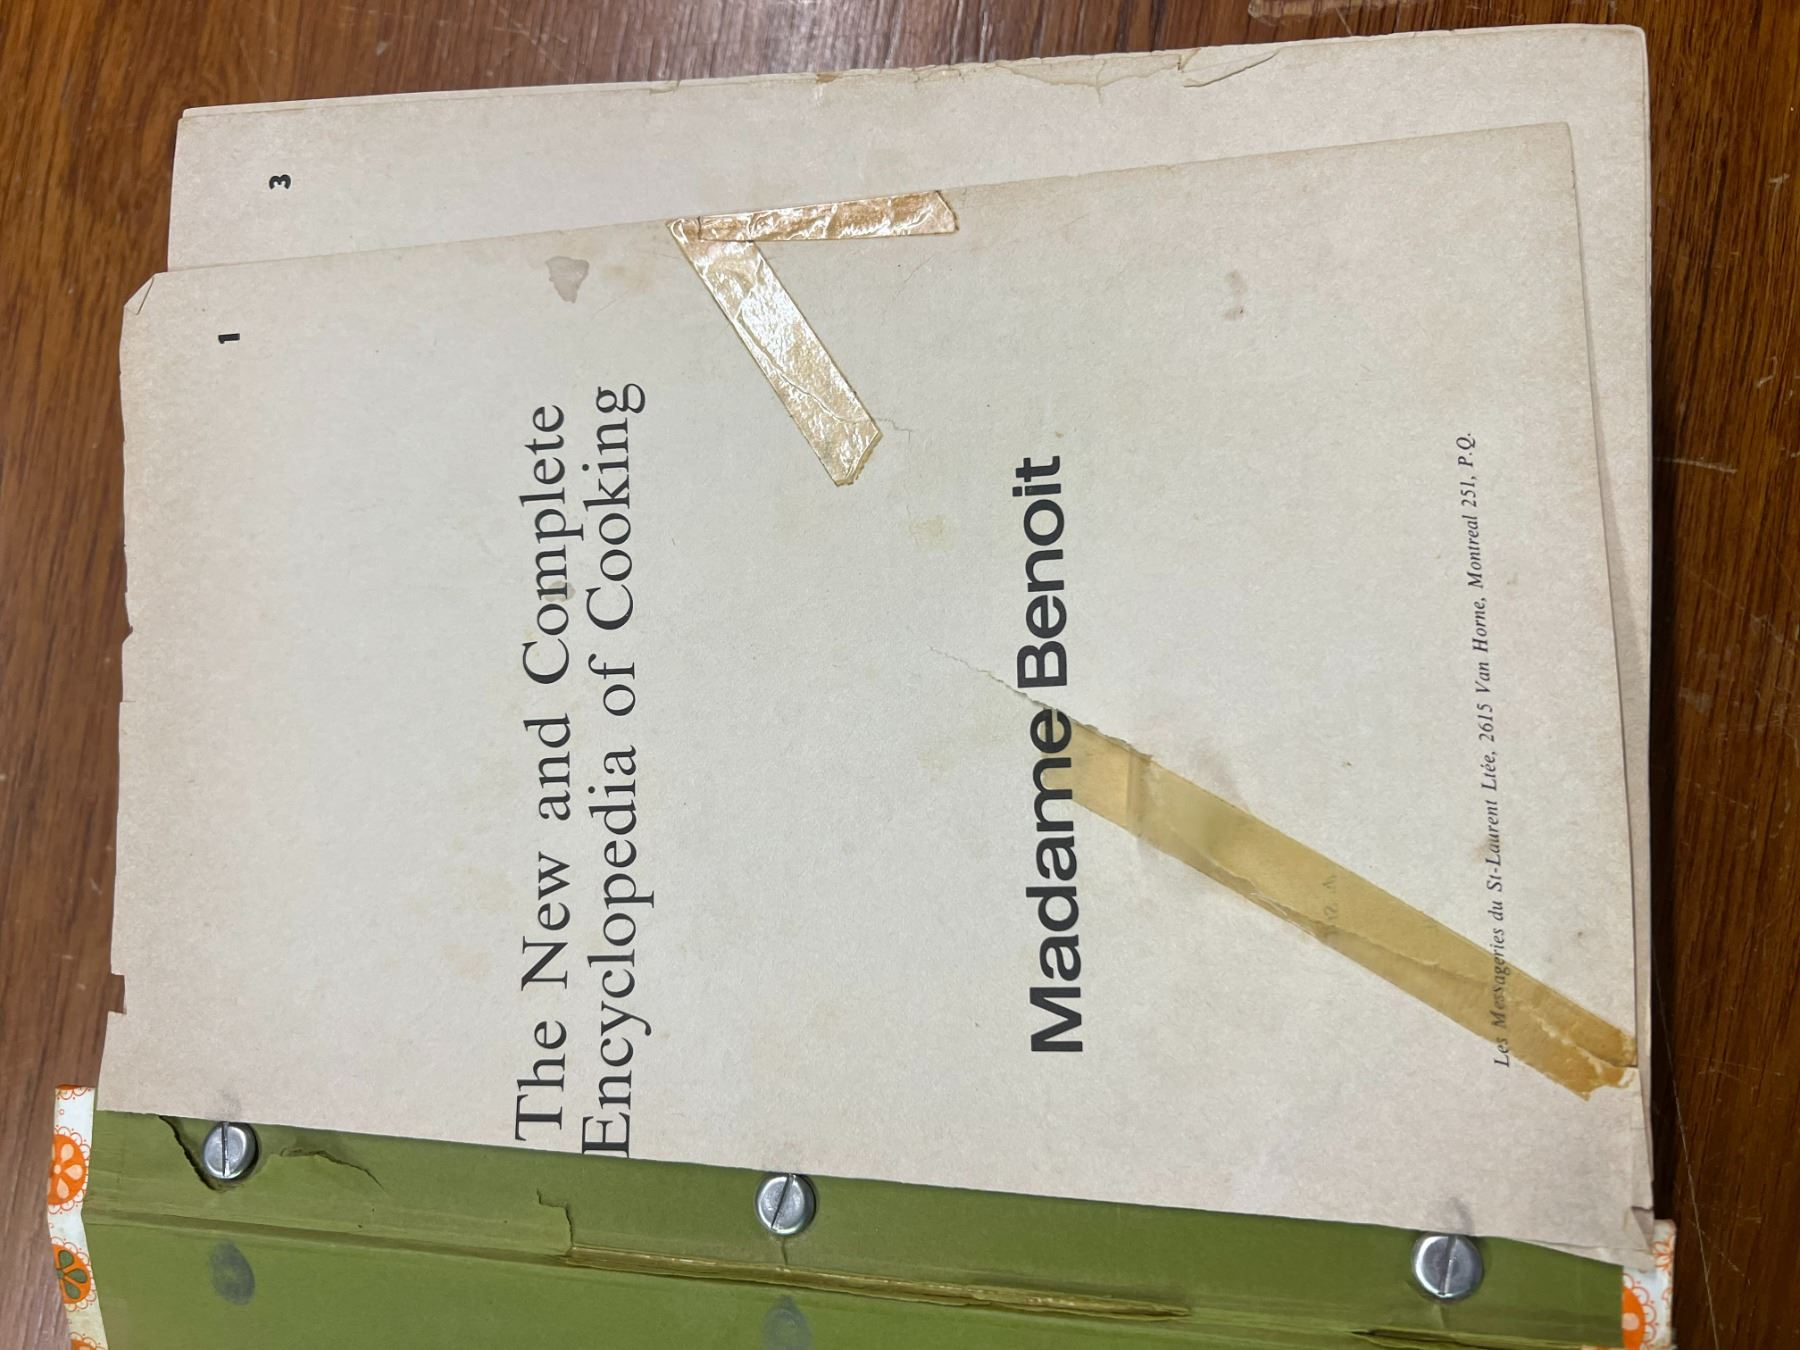 3
1
The New and Complete
Encyclopedia of Cooking
Madame Benoit
Les Messageries du St-Laurent Ltée, 2615 Van Horne, Montreal 251, P.Q.